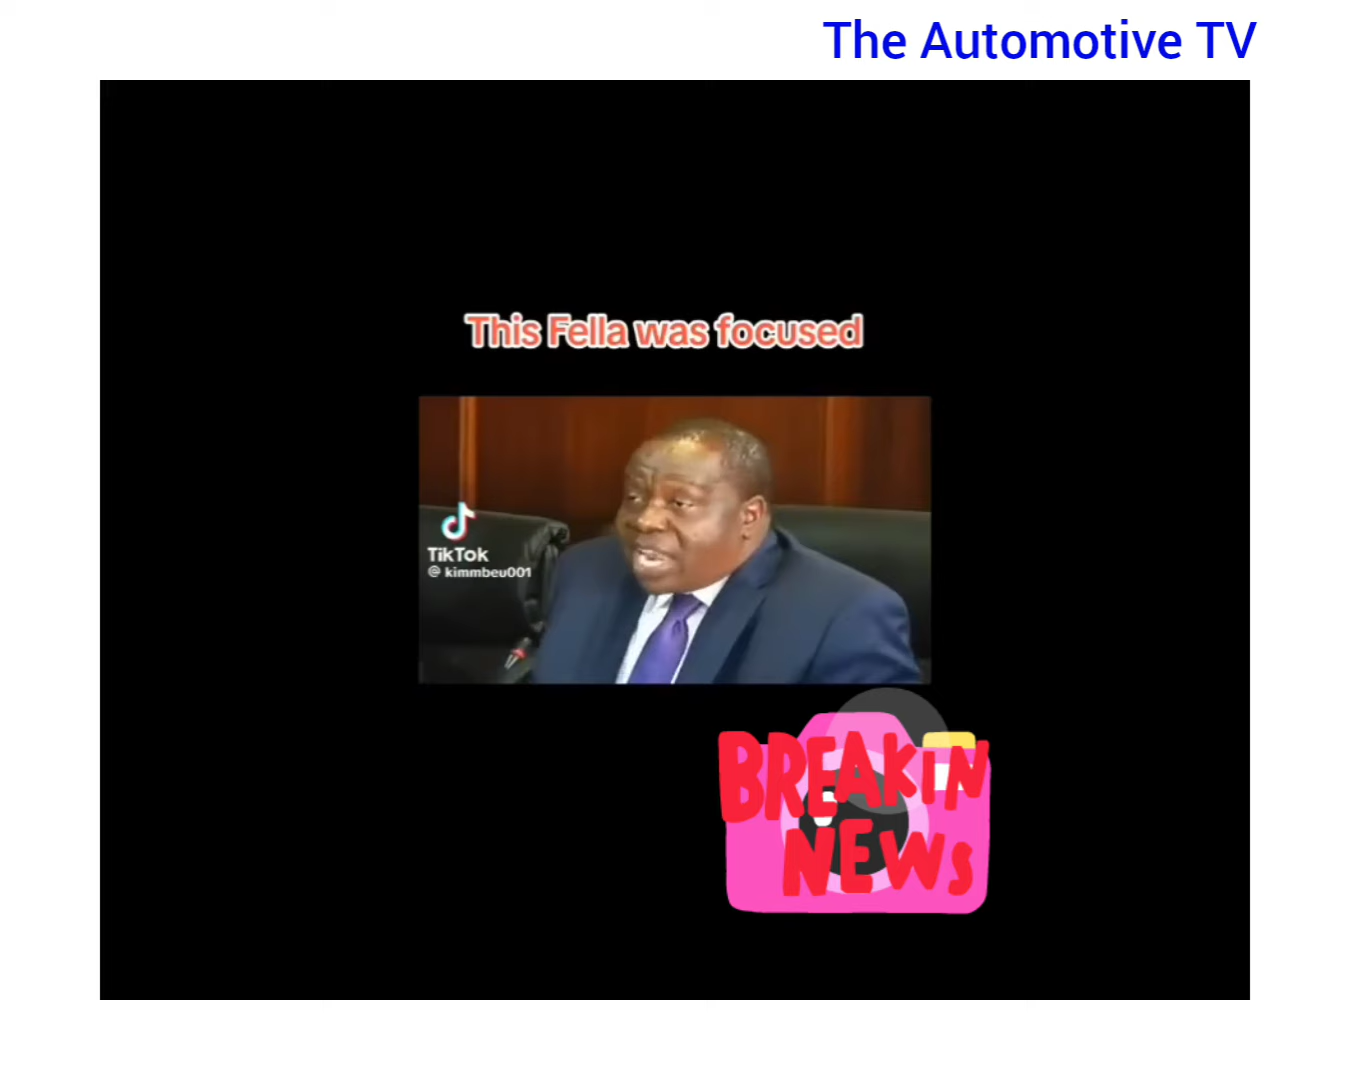 The Automotive TV
This Fella was focused
TikTok
@ kimmbeu001
BREAKIN
NEWS